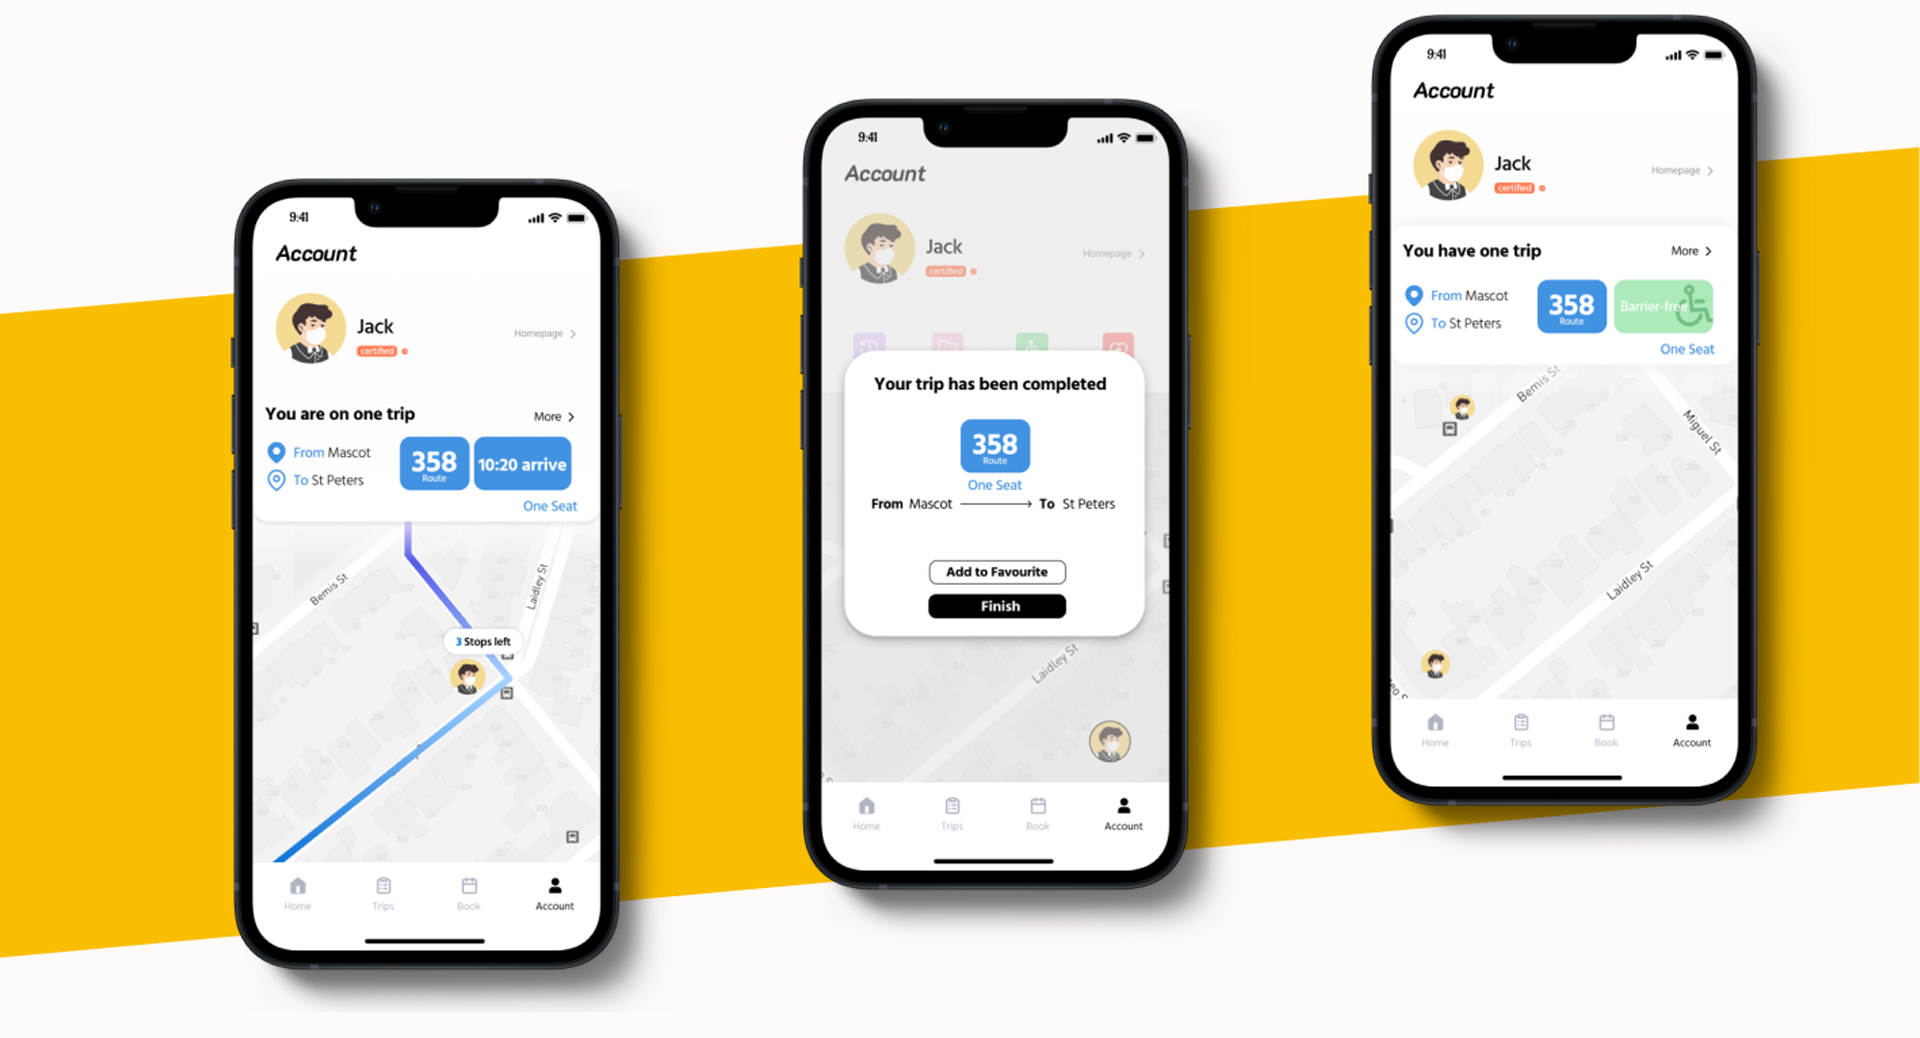 9:41
Account
Jack
certified
Homepage
You are on one trip
More
From Mascot
To St Peters
358
Route
10:20 arrive
One Seat
Bemis St
Laidley St
3 Stops left
Home
Trips
Book
Account
9:41
Account
Jack
certified
Homepage
Your trip has been completed
358
Route
One Seat
From Mascot To St Peters
Add to Favourite
Finish
Laidley St
Home
Trips
Book
Account
9:41
Account
Jack
certified
Homepage
You have one trip
More
From Mascot
To St Peters
358
Route
Barrier-free
One Seat
Bemis St
Miguel St
Laidley St
Home
Trips
Book
Account